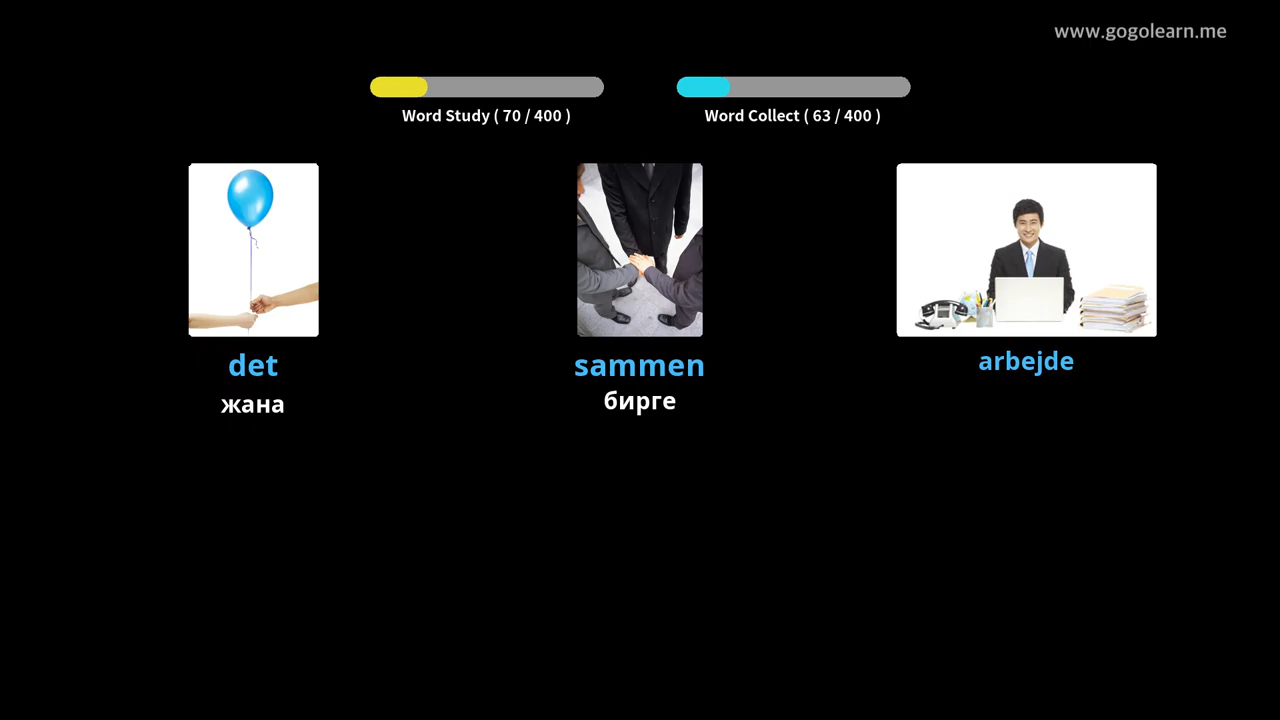 www.gogolearn.me
Word Study ( 70 / 400 )
Word Collect ( 63 / 400 )
det
sammen
arbejde
жана
бирге